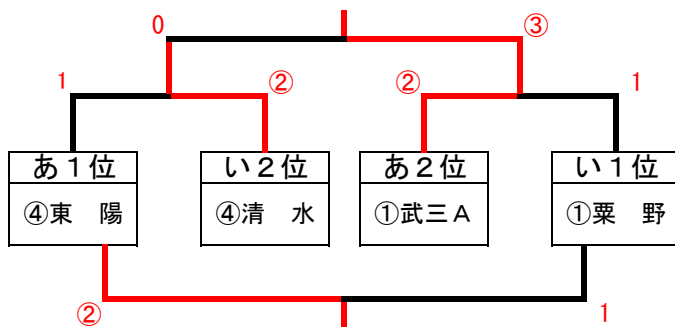 0 ③
1 ② ② 1
あ1位 い2位 あ2位 い1位
④東　陽 ④清　水 ①武三A ①粟　野
② 1